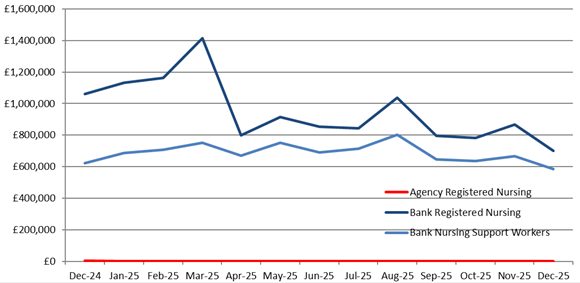 £1,600,000
£1,400,000
£1,200,000
£1,000,000
£800,000
£600,000
£400,000
£200,000
£0
Agency Registered Nursing
Bank Registered Nursing
Bank Nursing Support Workers
Dec-24 Jan-25 Feb-25 Mar-25 Apr-25 May-25 Jun-25 Jul-25 Aug-25 Sep-25 Oct-25 Nov-25 Dec-25